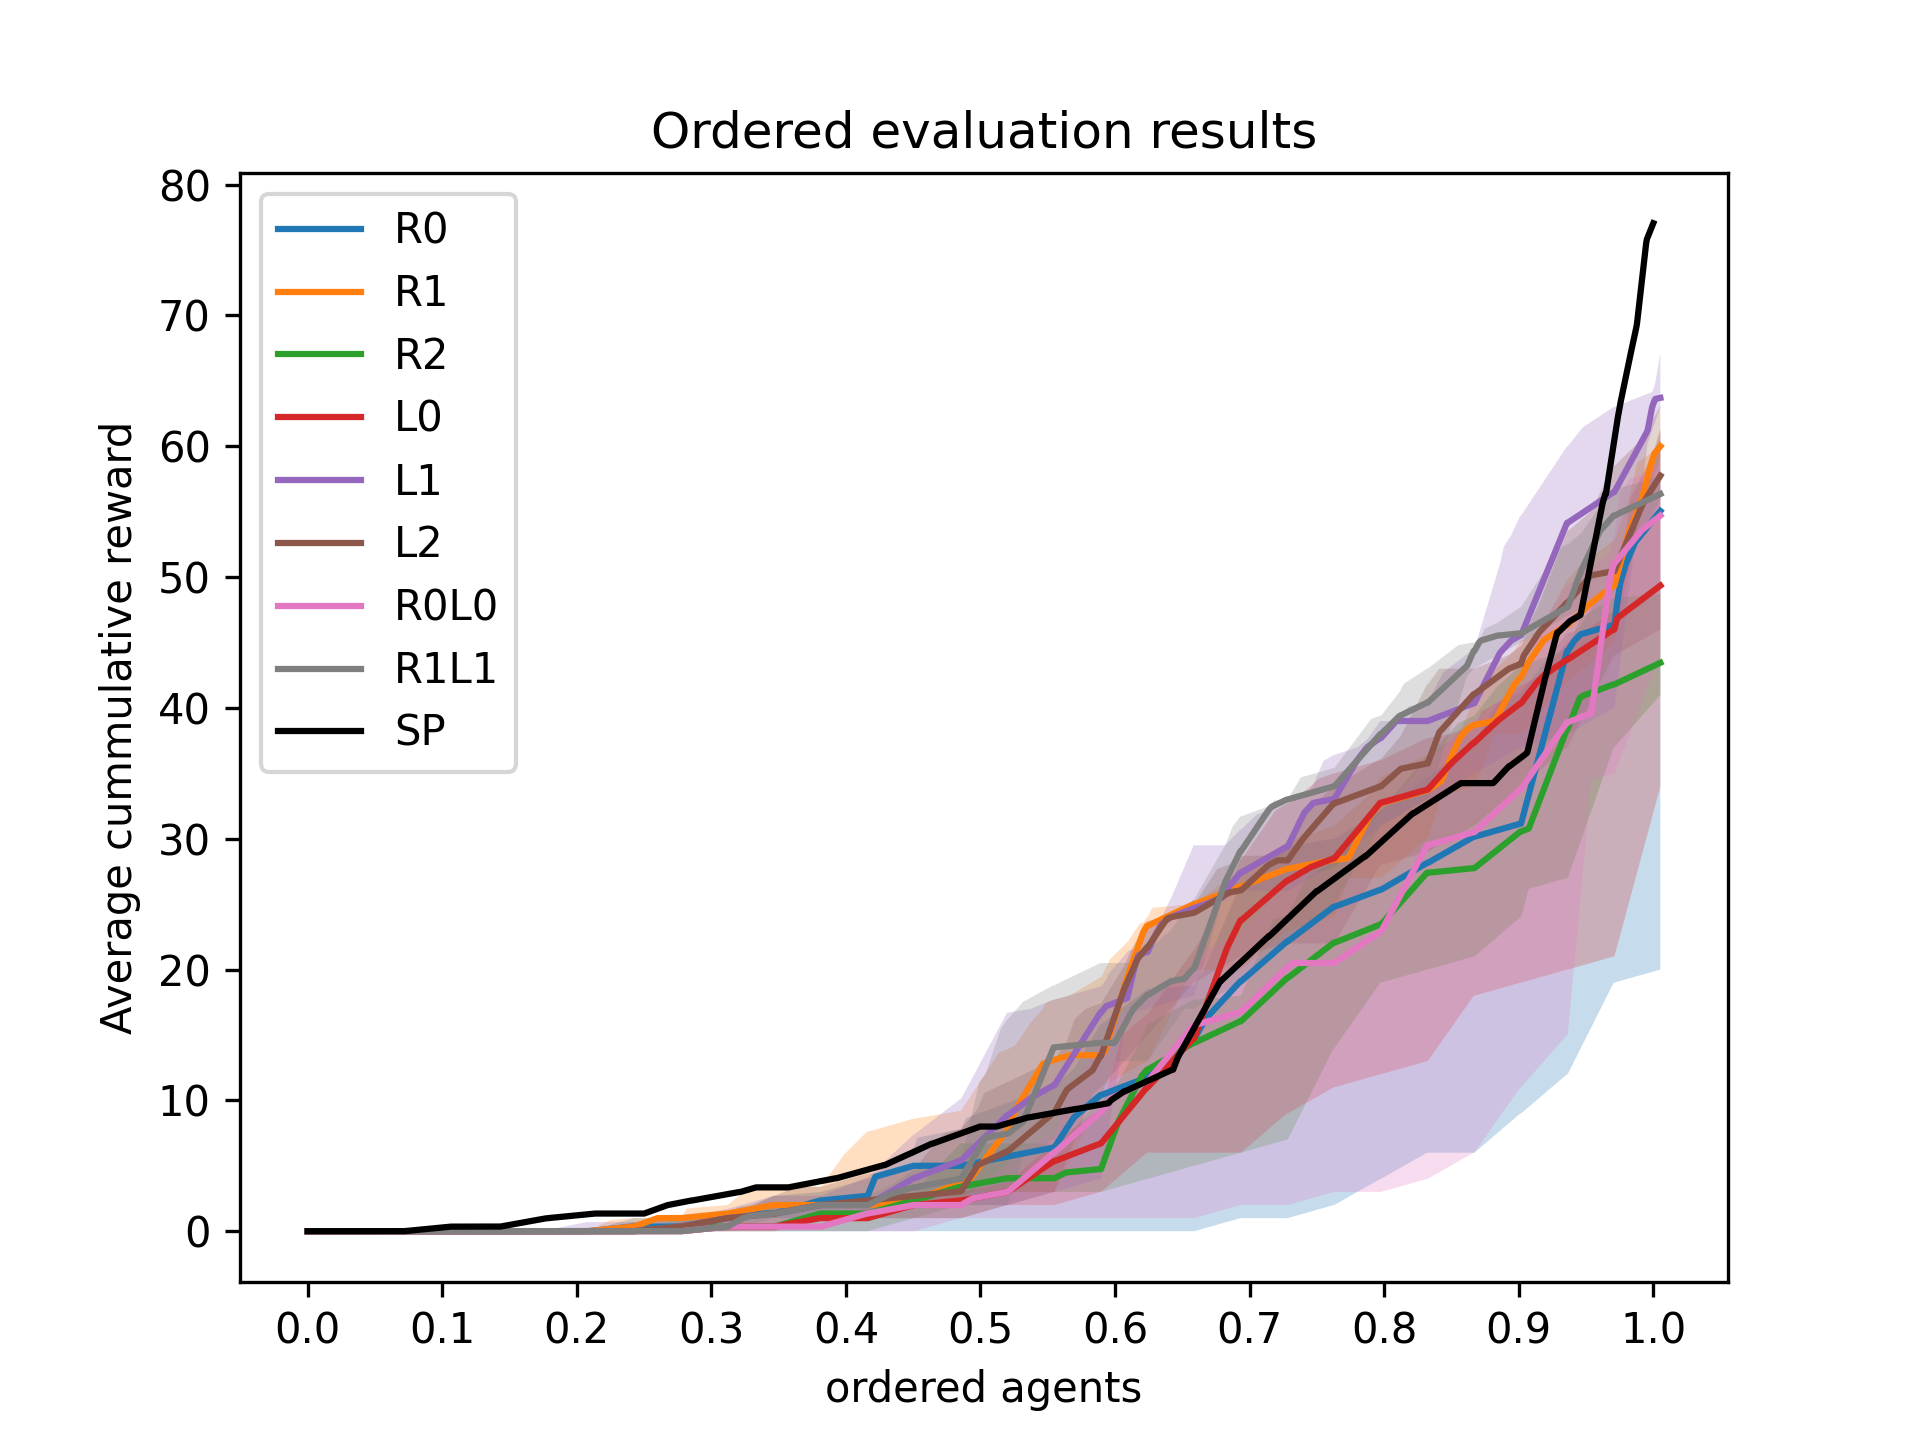 Ordered evaluation results
80
70
60
50
40
30
20
10
0
Average cummulative reward
R0
R1
R2
L0
L1
L2
R0L0
R1L1
SP
0.0 0.1 0.2 0.3 0.4 0.5 0.6 0.7 0.8 0.9 1.0
ordered agents